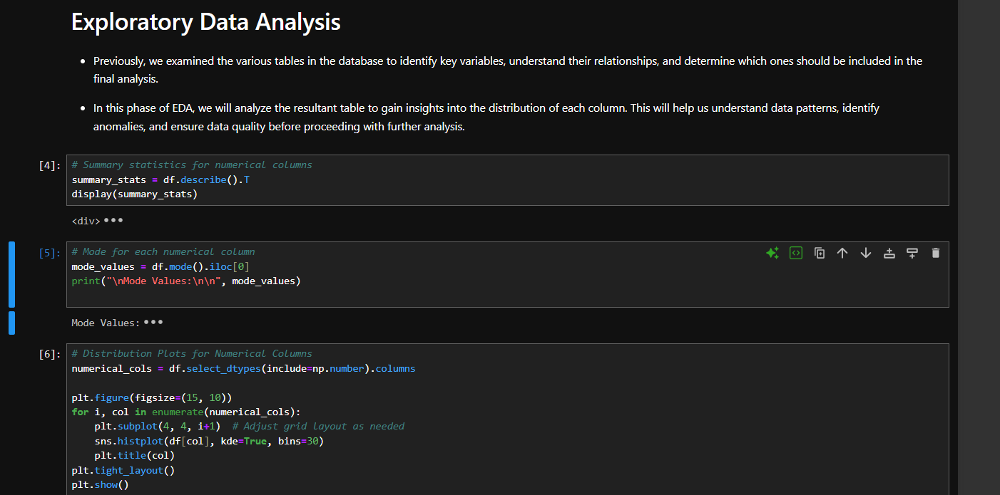 Exploratory Data Analysis
• Previously, we examined the various tables in the database to identify key variables, understand their relationships, and determine which ones should be included in the
final analysis.
• In this phase of EDA, we will analyze the resultant table to gain insights into the distribution of each column. This will help us understand data patterns, identify
anomalies, and ensure data quality before proceeding with further analysis.
[4]: # Summary statistics for numerical columns
summary_stats = df.describe().T
display(summary_stats)
<div> •••
[5]: # Mode for each numerical column
mode_values = df.mode().iloc[0]
print("\nMode Values:\n\n", mode_values)
Mode Values: •••
[6]: # Distribution Plots for Numerical Columns
numerical_cols = df.select_dtypes(include=np.number).columns
plt.figure(figsize=(15, 10))
for i, col in enumerate(numerical_cols):
    plt.subplot(4, 4, i+1)  # Adjust grid layout as needed
    sns.histplot(df[col], kde=True, bins=30)
    plt.title(col)
plt.tight_layout()
plt.show()